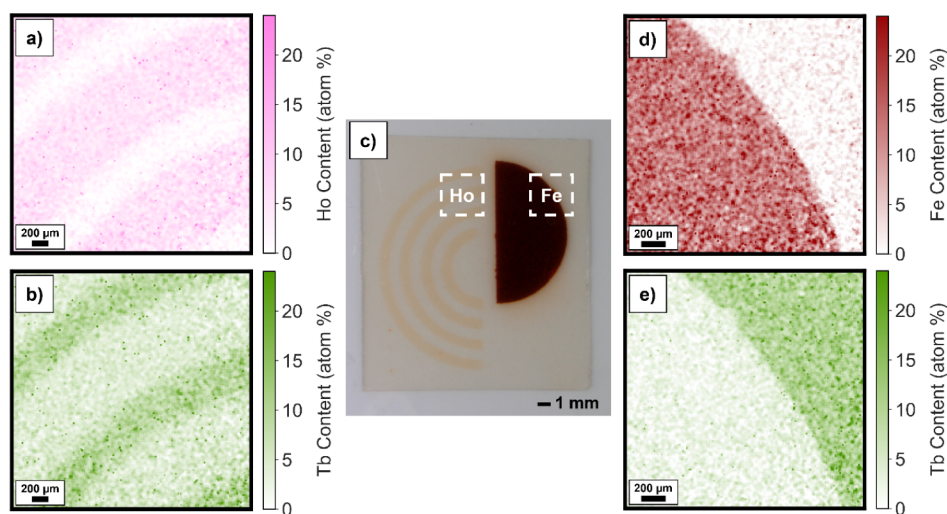 a)
200 µm
20
15
10
5
0
Ho Content (atom %)
b)
200 µm
20
15
10
5
0
Tb Content (atom %)
c)
Ho
Fe
1 mm
d)
200 µm
20
15
10
5
0
Fe Content (atom %)
e)
200 µm
20
15
10
5
0
Tb Content (atom %)